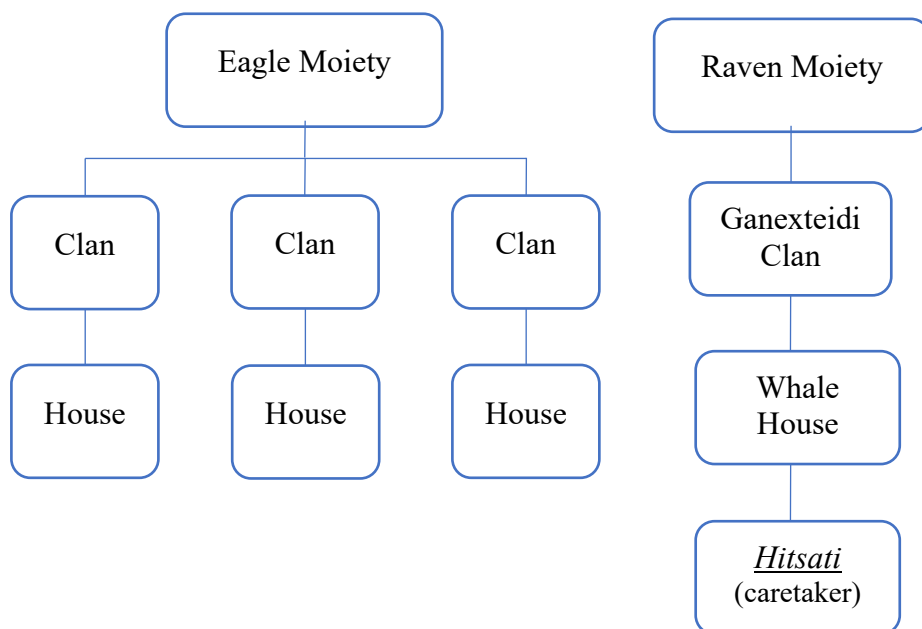 Eagle Moiety
Raven Moiety
Clan
Clan
Clan
Ganexteidi
Clan
House
House
House
Whale
House
Hitsati
(caretaker)